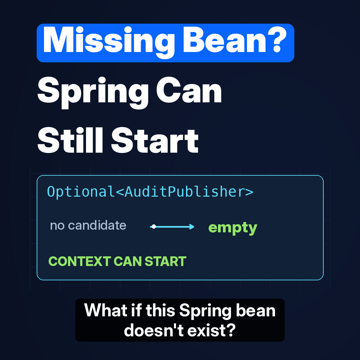 Missing Bean?
Spring Can
Still Start
Optional<AuditPublisher>
no candidate
empty
CONTEXT CAN START
What if this Spring bean
doesn't exist?